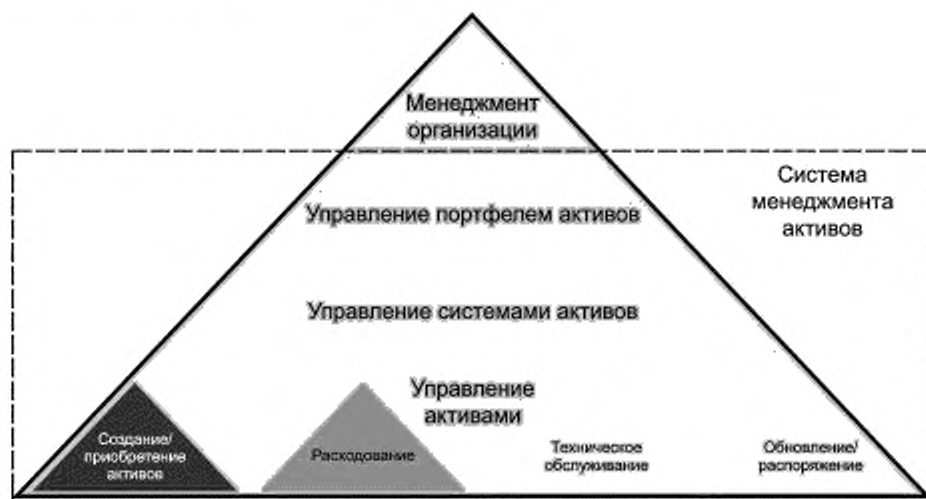 Менеджмент
организации
Система
менеджмента
активов
Управление портфелем активов
Управление системами активов
Управление
активами
Создание/
приобретение
активов
Расходование
Техническое
обслуживание
Обновление/
распоряжение